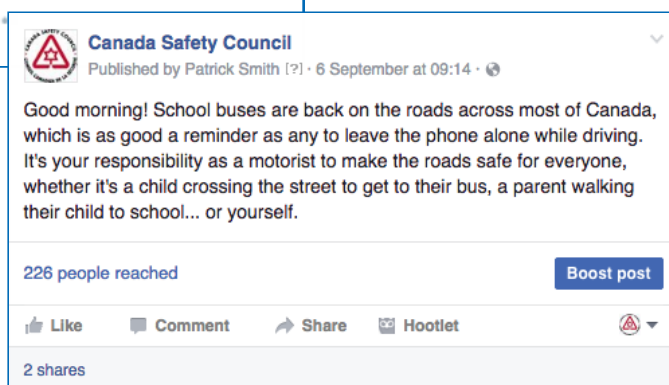 Canada Safety Council
Published by Patrick Smith [?] · 6 September at 09:14 ·
Good morning! School buses are back on the roads across most of Canada,
which is as good a reminder as any to leave the phone alone while driving.
It's your responsibility as a motorist to make the roads safe for everyone,
whether it's a child crossing the street to get to their bus, a parent walking
their child to school... or yourself.
226 people reached Boost post
Like Comment Share Hootlet
2 shares